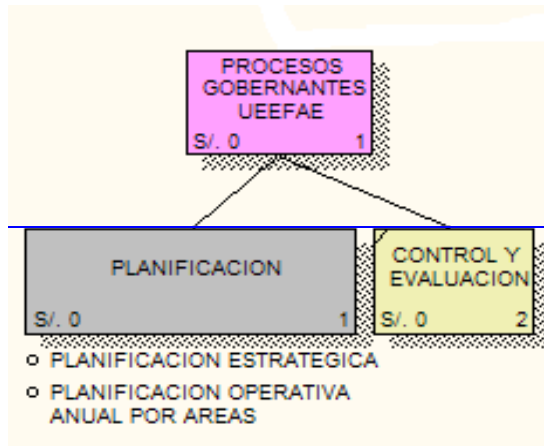 PROCESOS
GOBERNANTES
UEEFAE
S/. 0 1
PLANIFICACION
S/. 0 1
CONTROL Y
EVALUACION
S/. 0 2
PLANIFICACION ESTRATEGICA
PLANIFICACION OPERATIVA
ANUAL POR AREAS